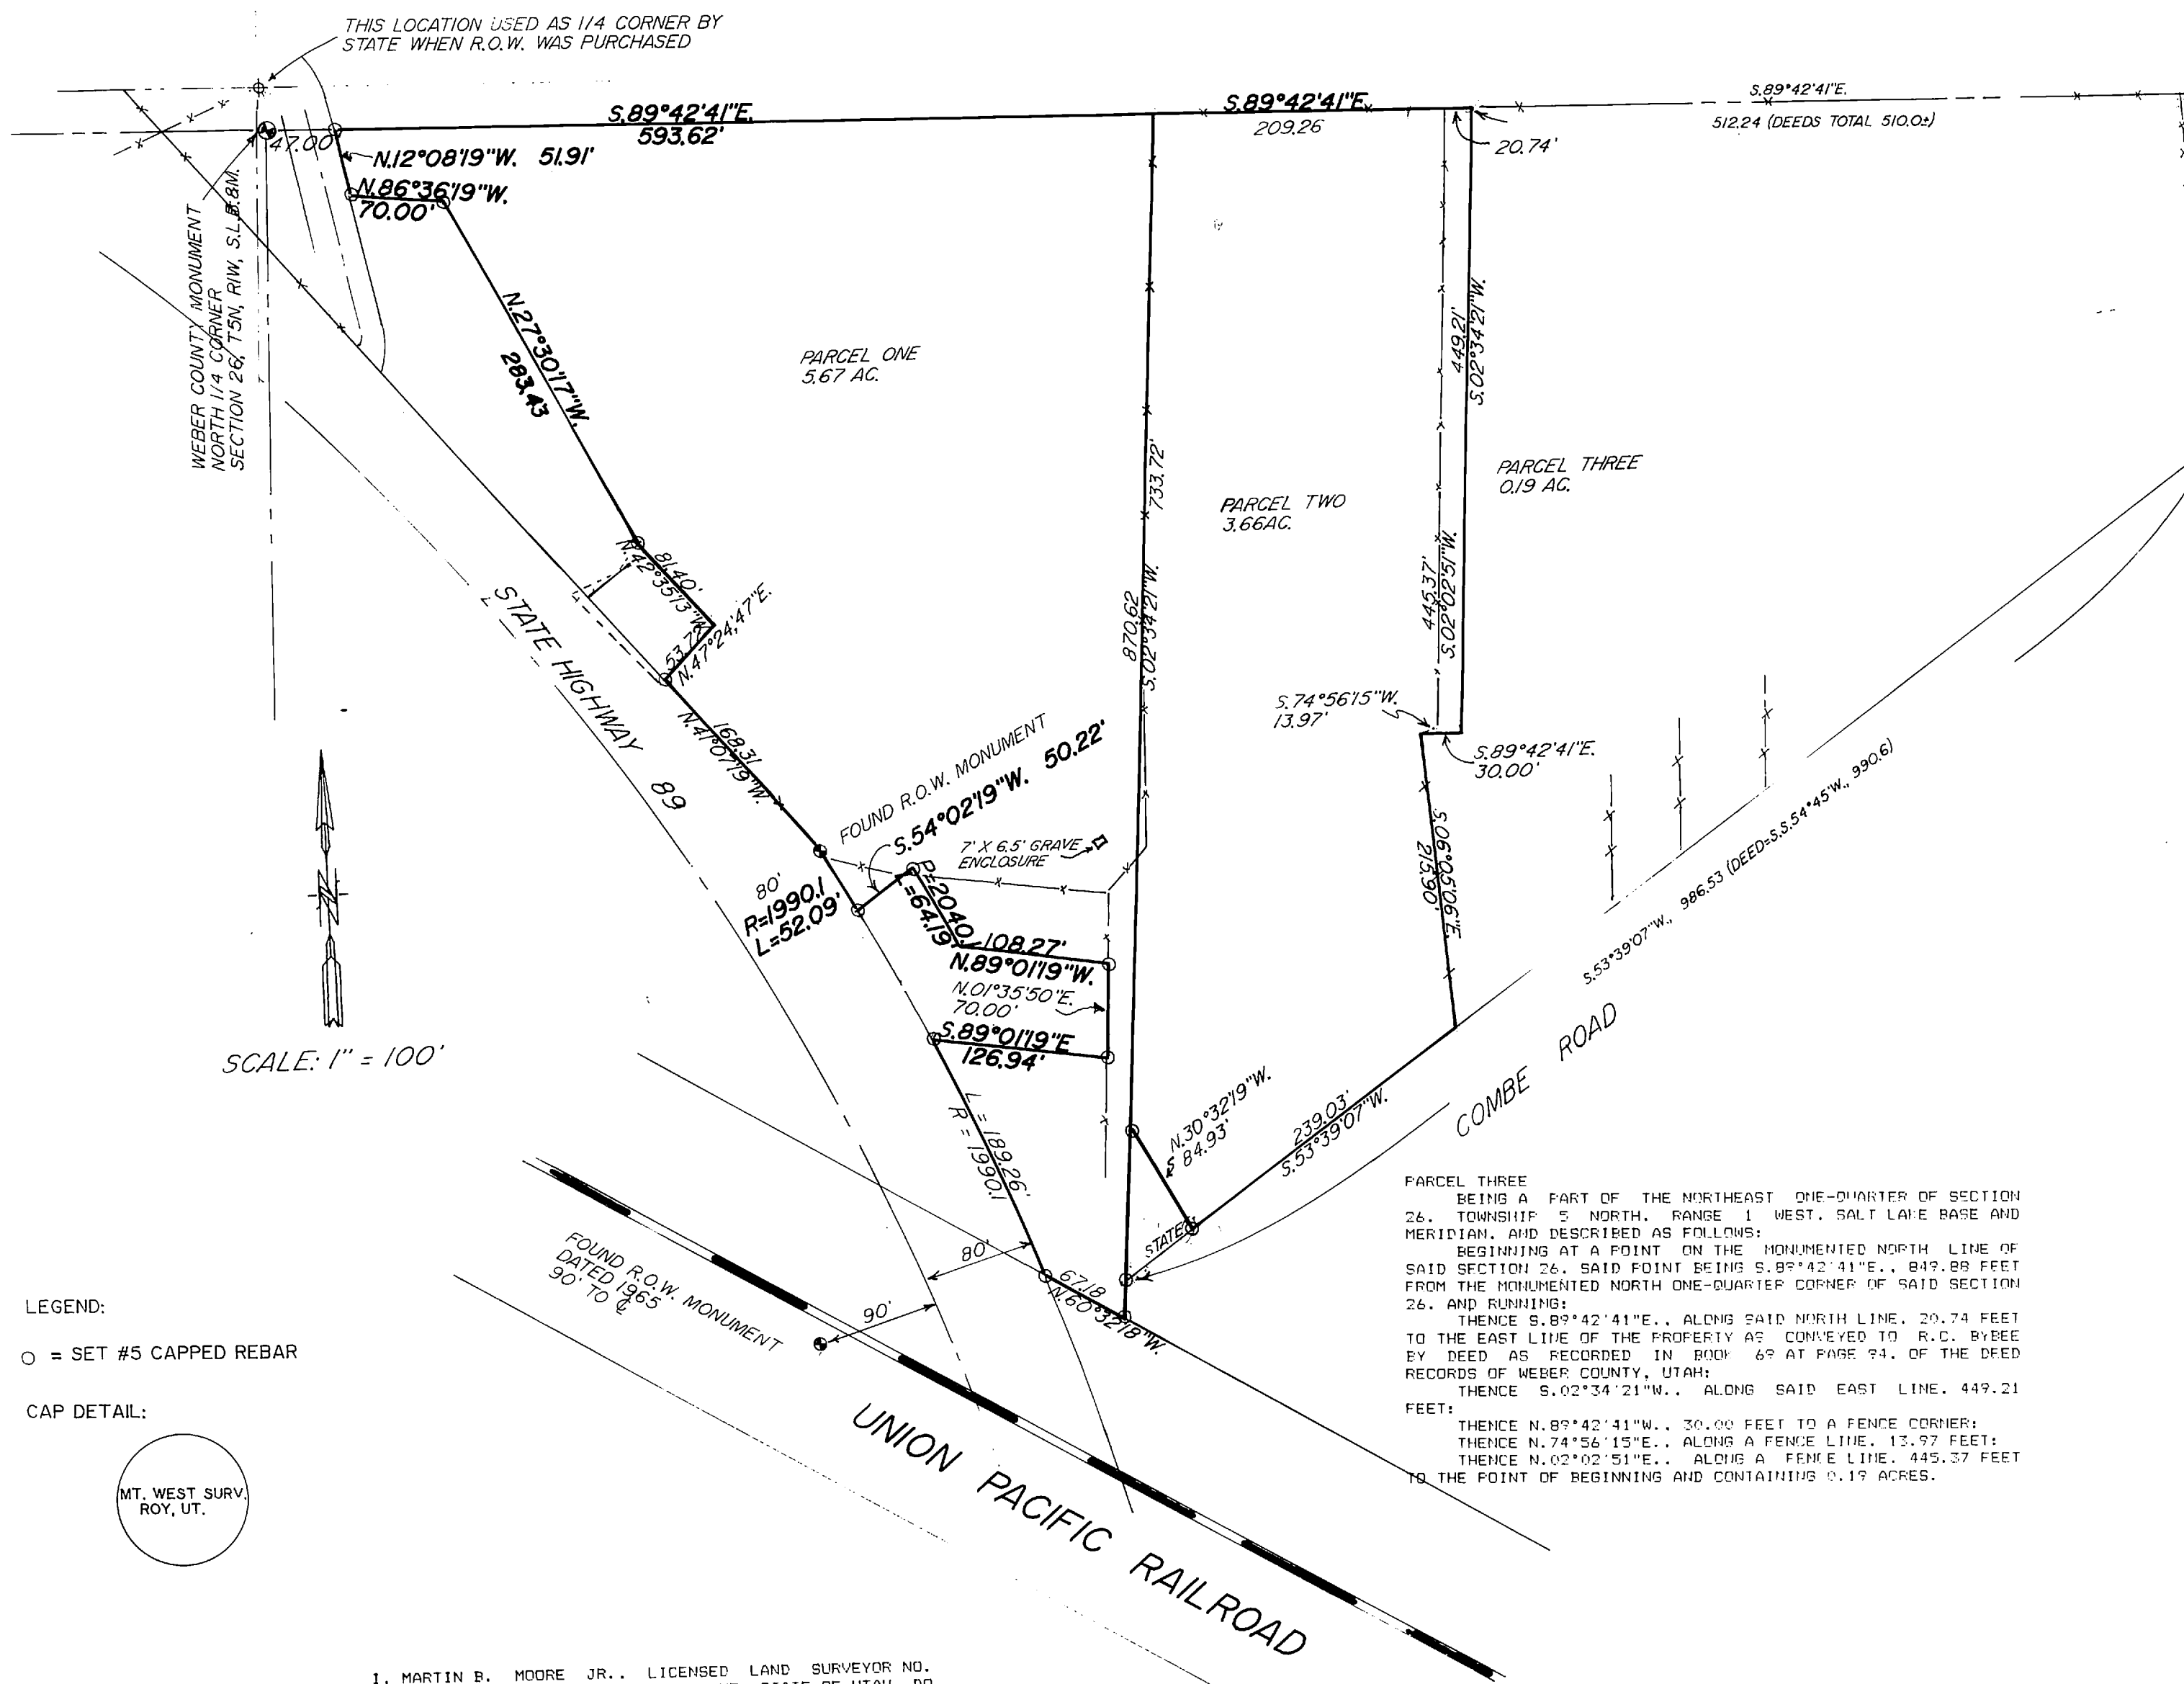 THIS LOCATION USED AS 1/4 CORNER BY
STATE WHEN R.O.W. WAS PURCHASED
S.89°42'41"E.
593.62'
S.89°42'41"E.
209.26
S.89°42'41"E.
512.24 (DEEDS TOTAL 510.0±)
20.74'
47.00'
N.12°08'19"W. 51.91'
N.86°36'19"W.
70.00'
WEBER COUNTY MONUMENT
NORTH 1/4 CORNER
SECTION 26, T5N, R1W, S.L.B.&M.
N.27°30'17"W.
283.43
PARCEL ONE
5.67 AC.
733.72'
870.62
S.02°34'21"W.
PARCEL TWO
3.66AC.
449.21'
S.02°34'21"W.
PARCEL THREE
0.19 AC.
445.37'
S.02°02'51"W.
81.40'
N.42°35'13"W.
53.72'
N.47°24'47"E.
STATE HIGHWAY 89
168.31
N.41°07'19"W.
S.74°56'15"W.
13.97'
S.89°42'41"E.
30.00'
FOUND R.O.W. MONUMENT
S.54°02'19"W. 50.22'
7' X 6.5' GRAVE
ENCLOSURE
80'
R=1990.1
L=52.09'
R=2040.1
L=64.19'
108.27'
N.89°01'19"W.
N.01°35'50"E.
70.00'
S.89°01'19"E
126.94'
S.06°05'06"E.
215.90'
S.53°39'07"W., 986.53 (DEED=S.S.54°45'W., 990.6)
COMBE ROAD
SCALE: 1" = 100'
L = 189.26'
R = 1990.1
N.30°32'19"W.
84.93'
239.03'
S.53°39'07"W.
STATE
80'
90'
67.18
N.60°32'18"W.
FOUND R.O.W. MONUMENT
DATED 1965
90' TO ℄
UNION PACIFIC RAILROAD
LEGEND:
O = SET #5 CAPPED REBAR
CAP DETAIL:
MT. WEST SURV.
ROY, UT.
PARCEL THREE
BEING A PART OF THE NORTHEAST ONE-QUARTER OF SECTION
26, TOWNSHIP 5 NORTH, RANGE 1 WEST, SALT LAKE BASE AND
MERIDIAN, AND DESCRIBED AS FOLLOWS:
BEGINNING AT A POINT ON THE MONUMENTED NORTH LINE OF
SAID SECTION 26, SAID POINT BEING S.89°42'41"E., 849.88 FEET
FROM THE MONUMENTED NORTH ONE-QUARTER CORNER OF SAID SECTION
26, AND RUNNING:
THENCE S.89°42'41"E., ALONG SAID NORTH LINE, 20.74 FEET
TO THE EAST LINE OF THE PROPERTY AS CONVEYED TO R.C. BYBEE
BY DEED AS RECORDED IN BOOK 69 AT PAGE 94, OF THE DEED
RECORDS OF WEBER COUNTY, UTAH:
THENCE S.02°34'21"W., ALONG SAID EAST LINE, 449.21
FEET:
THENCE N.89°42'41"W., 30.00 FEET TO A FENCE CORNER:
THENCE N.74°56'15"E., ALONG A FENCE LINE, 13.97 FEET:
THENCE N.02°02'51"E., ALONG A FENCE LINE, 445.37 FEET
TO THE POINT OF BEGINNING AND CONTAINING 0.19 ACRES.
I, MARTIN B. MOORE JR., LICENSED LAND SURVEYOR NO.